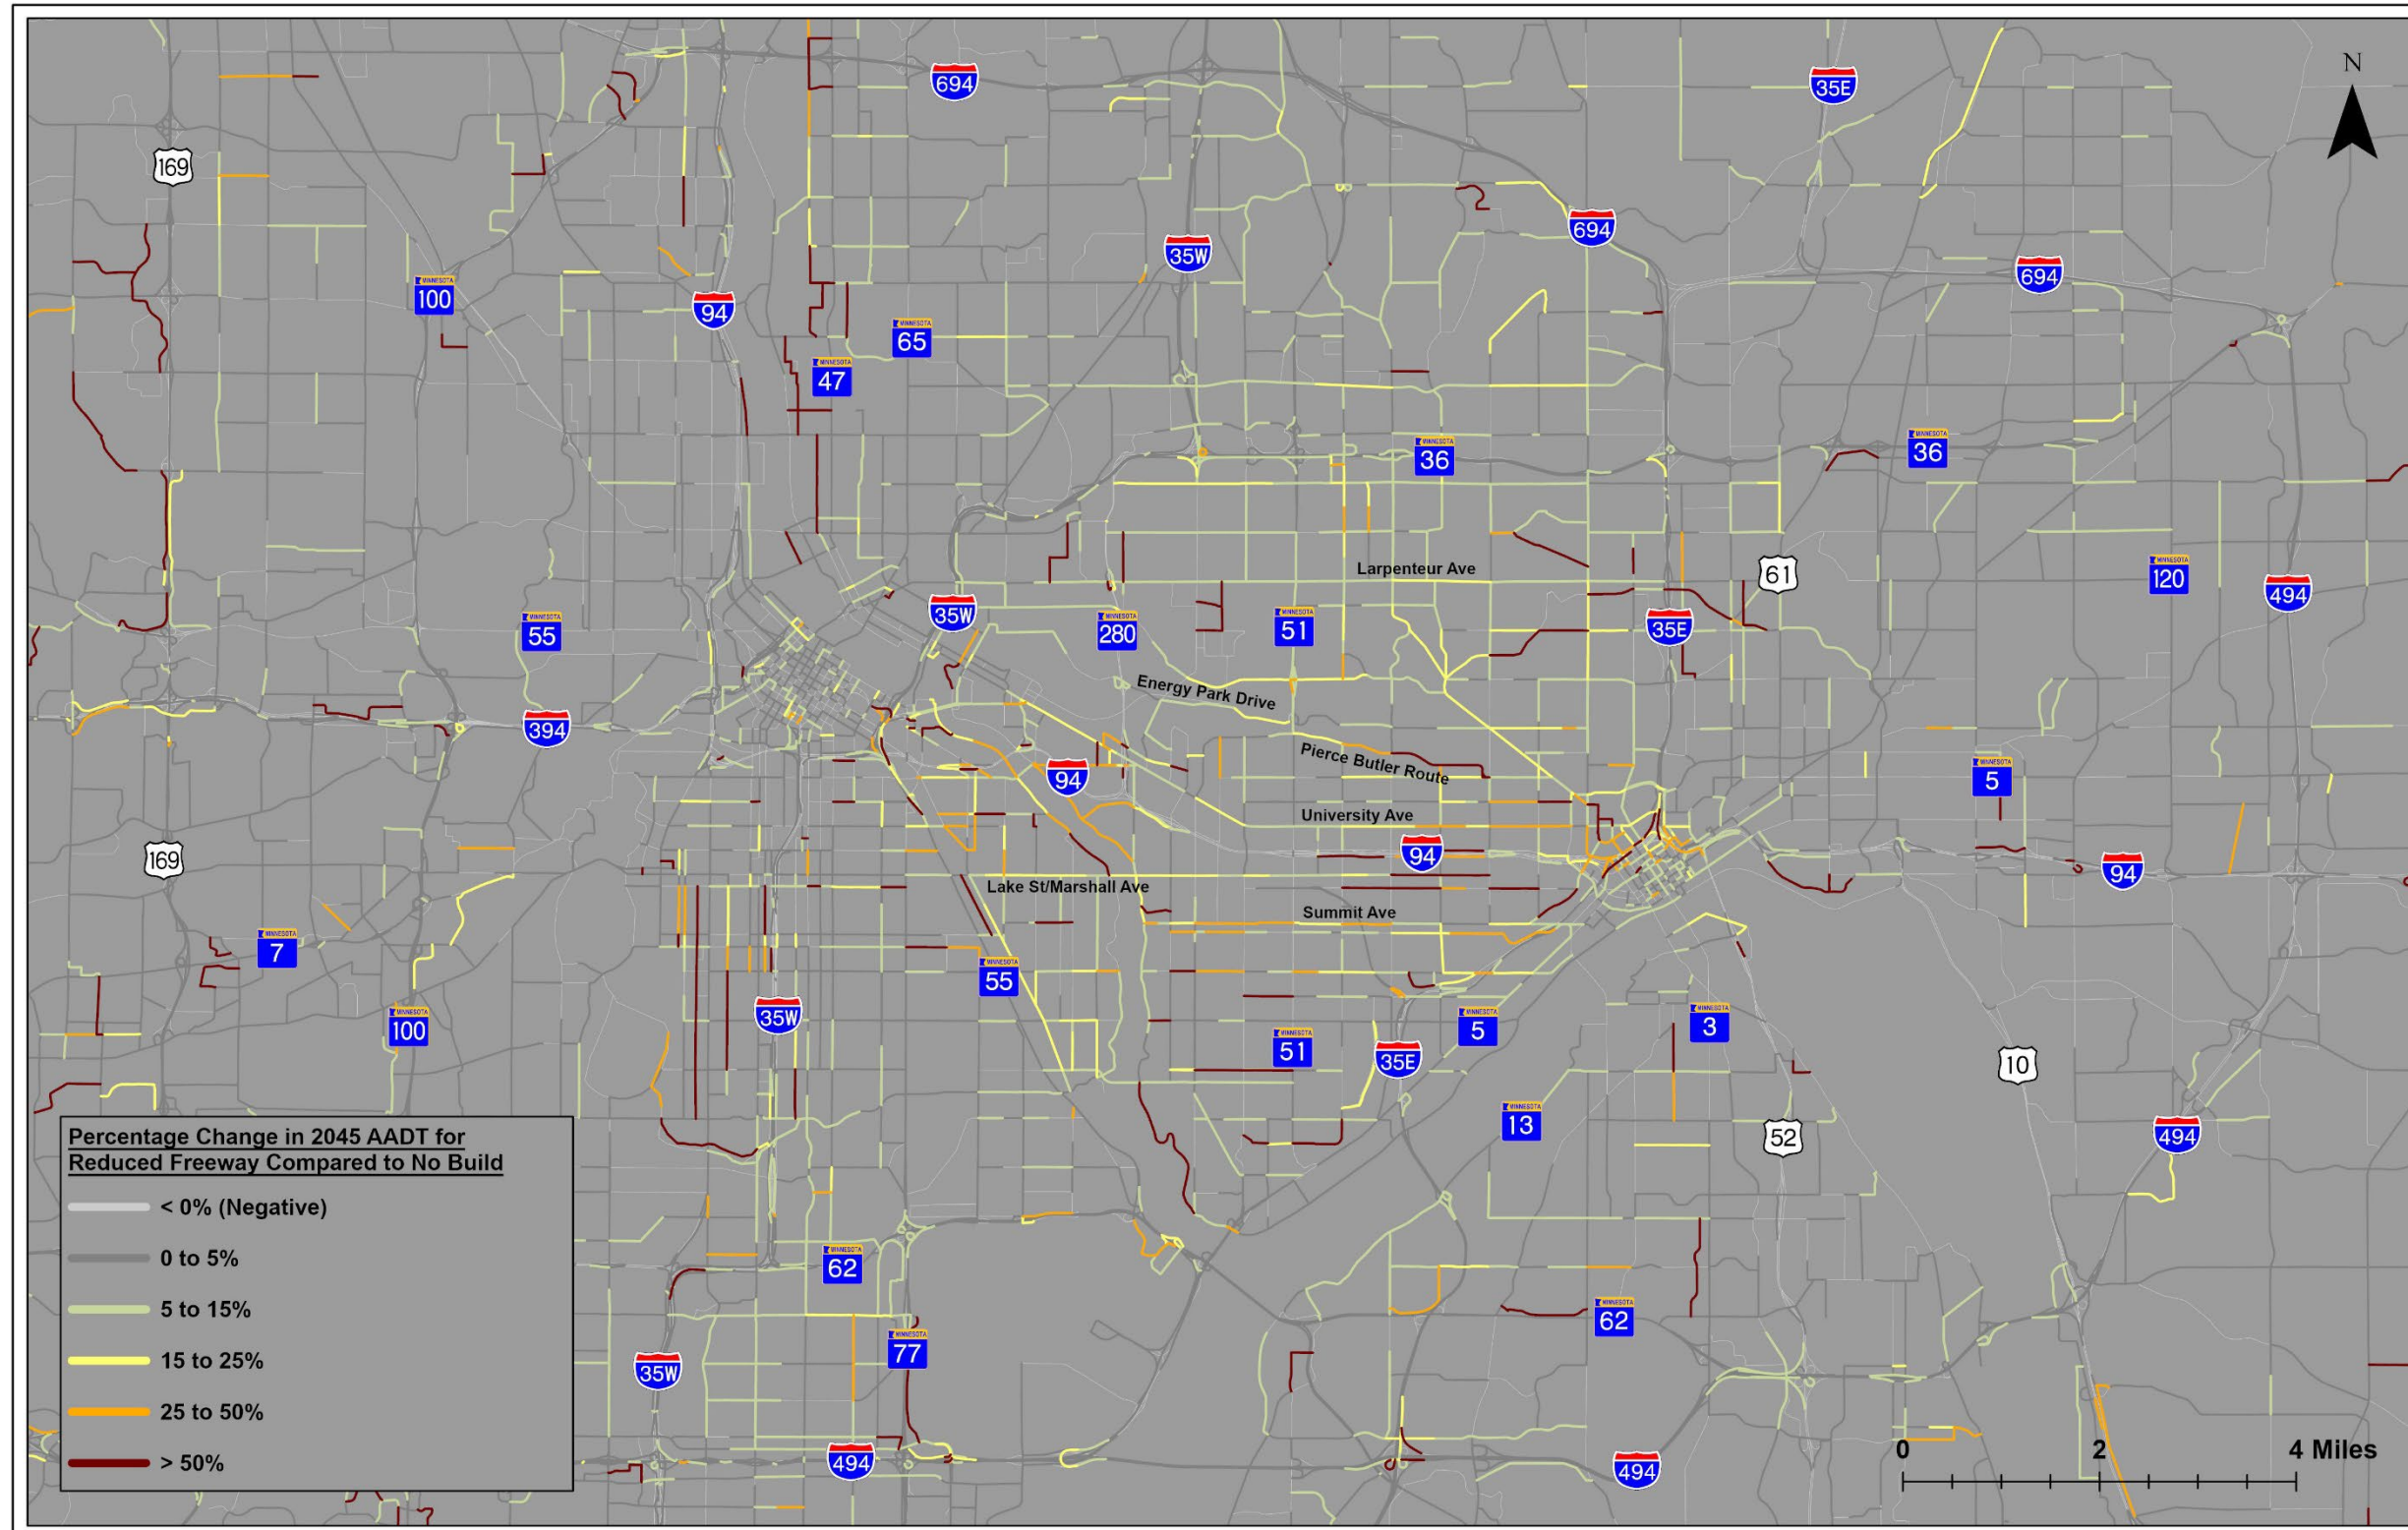 N
694
35E
169
35W
694
694
100
94
65
47
36
36
Larpenteur Ave
61
120
494
35W
55
280
51
35E
Energy Park Drive
394
Pierce Butler Route
94
5
University Ave
94
169
94
Lake St/Marshall Ave
Summit Ave
7
55
100
35W
51
35E
5
3
10
13
52
494
62
62
77
35W
494
494
Percentage Change in 2045 AADT for
Reduced Freeway Compared to No Build
< 0% (Negative)
0 to 5%
5 to 15%
15 to 25%
25 to 50%
> 50%
0 2 4 Miles